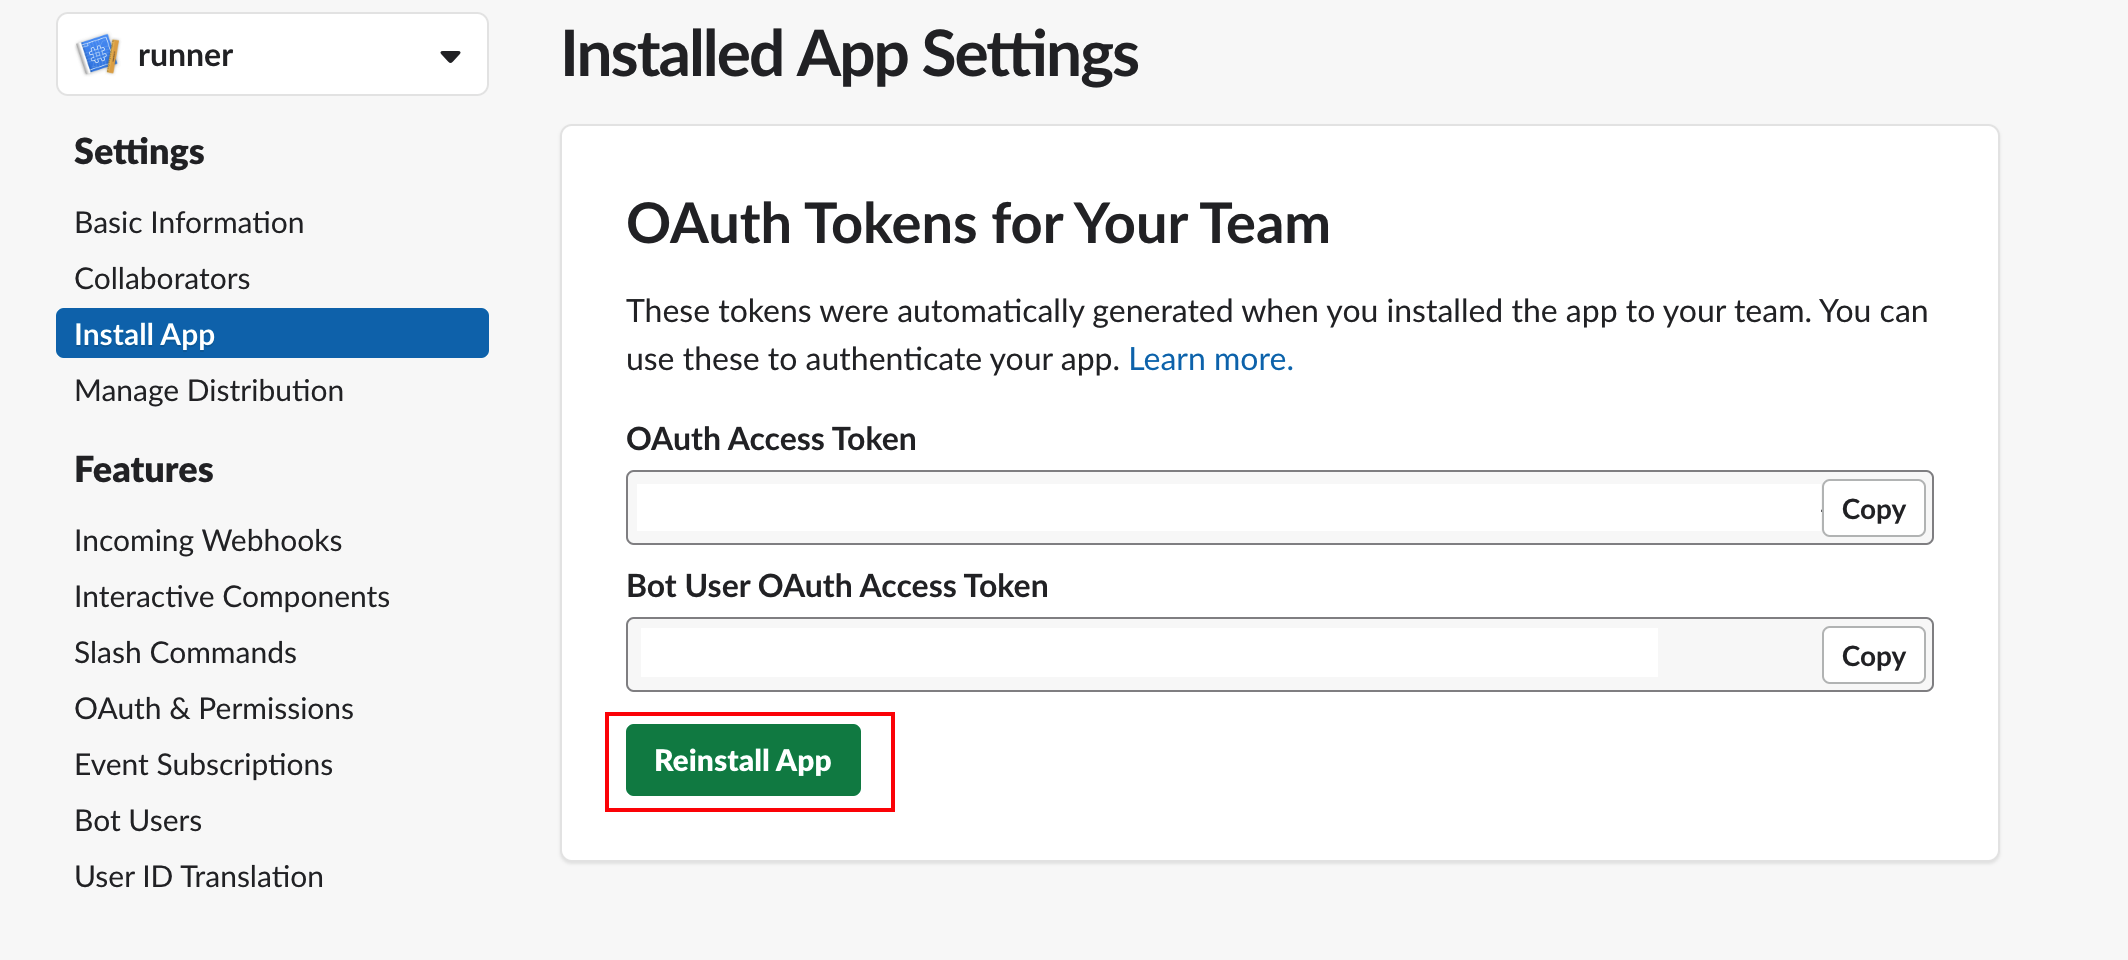 runner
Installed App Settings
Settings
Basic Information
Collaborators
Install App
Manage Distribution
Features
Incoming Webhooks
Interactive Components
Slash Commands
OAuth & Permissions
Event Subscriptions
Bot Users
User ID Translation
OAuth Tokens for Your Team
These tokens were automatically generated when you installed the app to your team. You can
use these to authenticate your app. Learn more.
OAuth Access Token
Copy
Bot User OAuth Access Token
Copy
Reinstall App